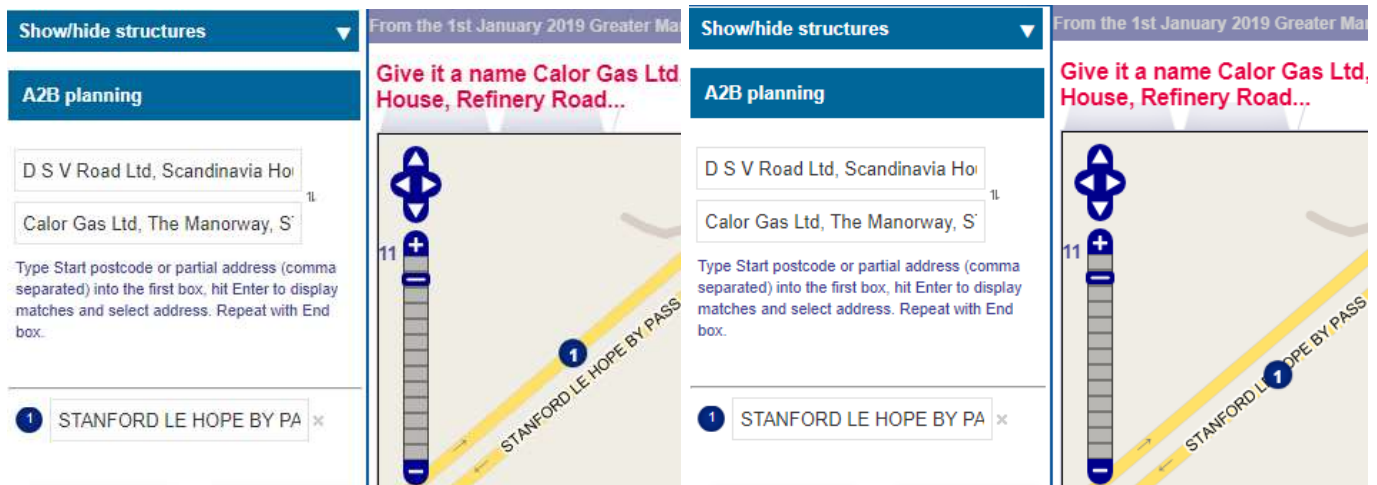 Show/hide structures
From the 1st January 2019 Greater Mar
A2B planning
Give it a name Calor Gas Ltd
House, Refinery Road...
D S V Road Ltd, Scandinavia Ho
Calor Gas Ltd, The Manorway, S
Type Start postcode or partial address (comma
separated) into the first box, hit Enter to display
matches and select address. Repeat with End
box.
11
1
STANFORD LE HOPE BY PASS
1
STANFORD LE HOPE BY PA
Show/hide structures
From the 1st January 2019 Greater Mar
A2B planning
Give it a name Calor Gas Ltd,
House, Refinery Road...
D S V Road Ltd, Scandinavia Ho
Calor Gas Ltd, The Manorway, S
Type Start postcode or partial address (comma
separated) into the first box, hit Enter to display
matches and select address. Repeat with End
box.
11
1
STANFORD LE HOPE BY PASS
1
STANFORD LE HOPE BY PA